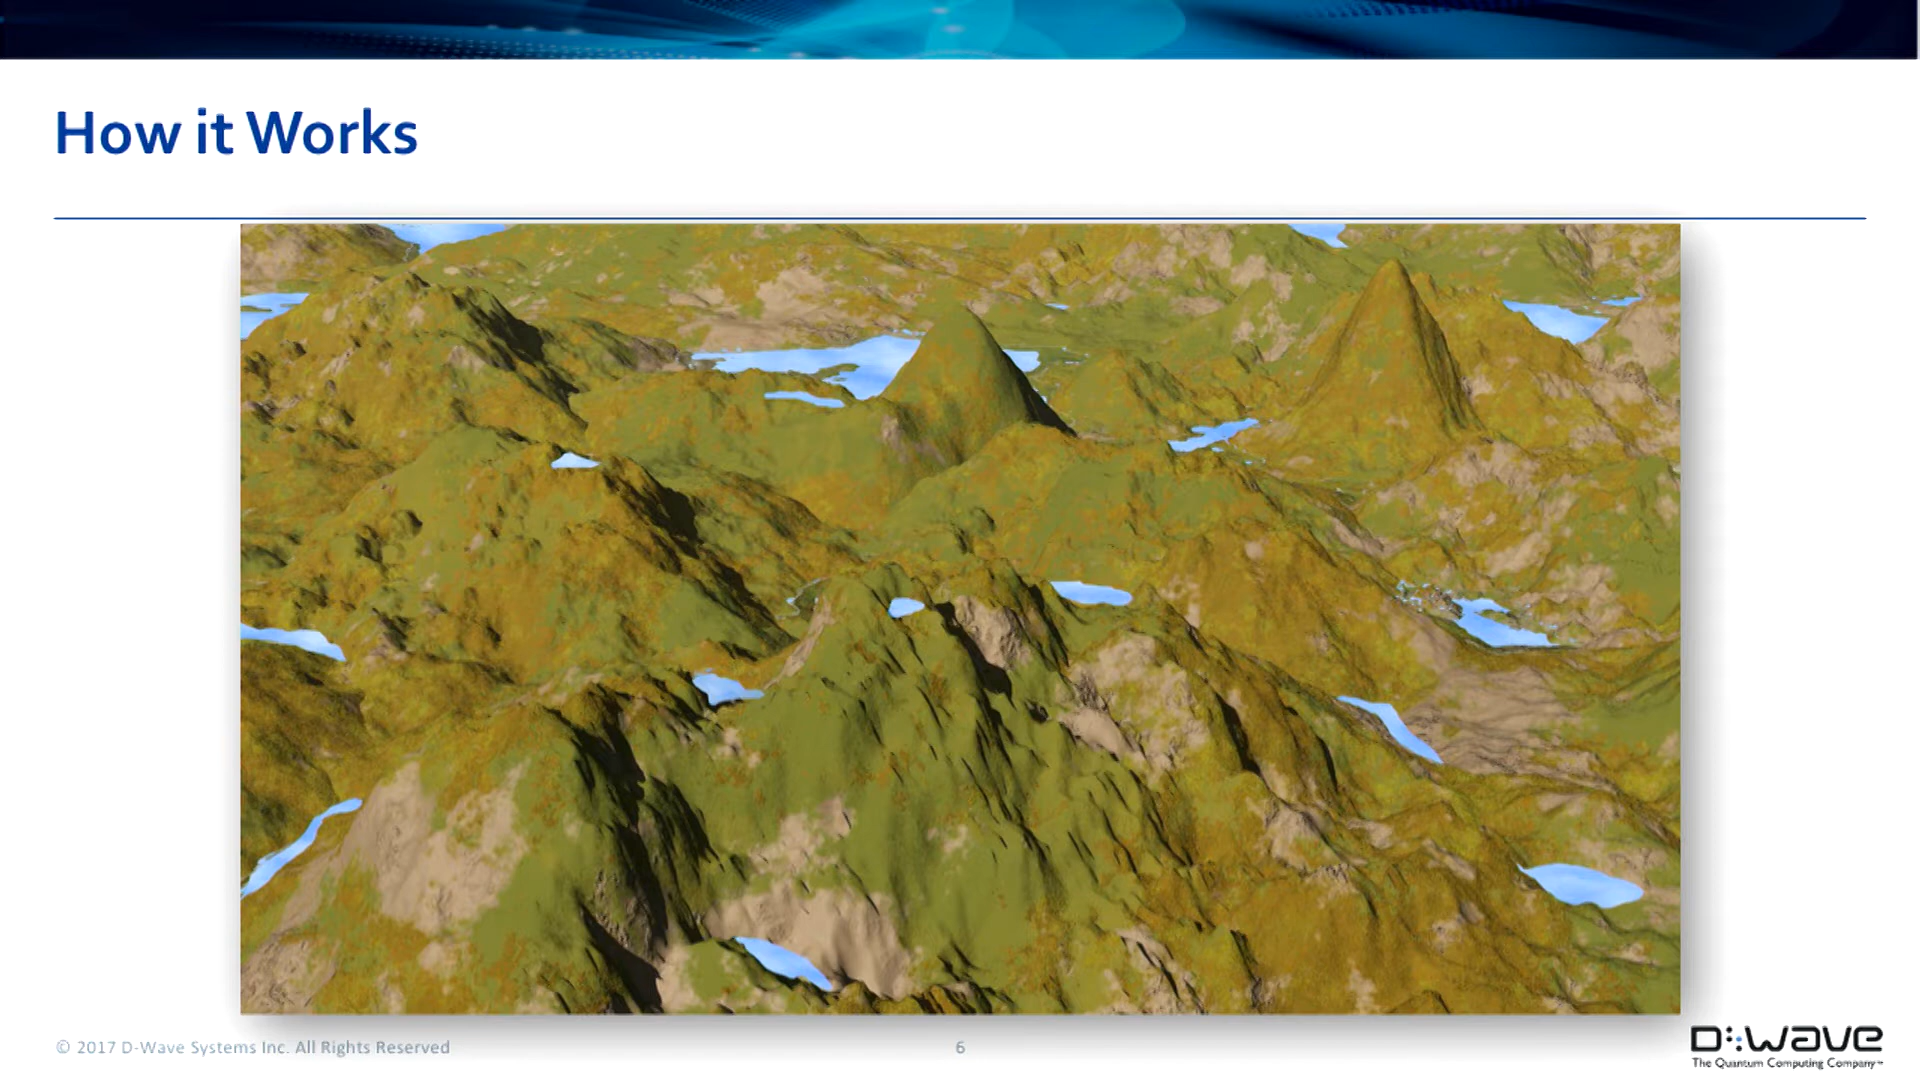 How it Works
© 2017 D-Wave Systems Inc. All Rights Reserved
6
D:wave
The Quantum Computing Company™